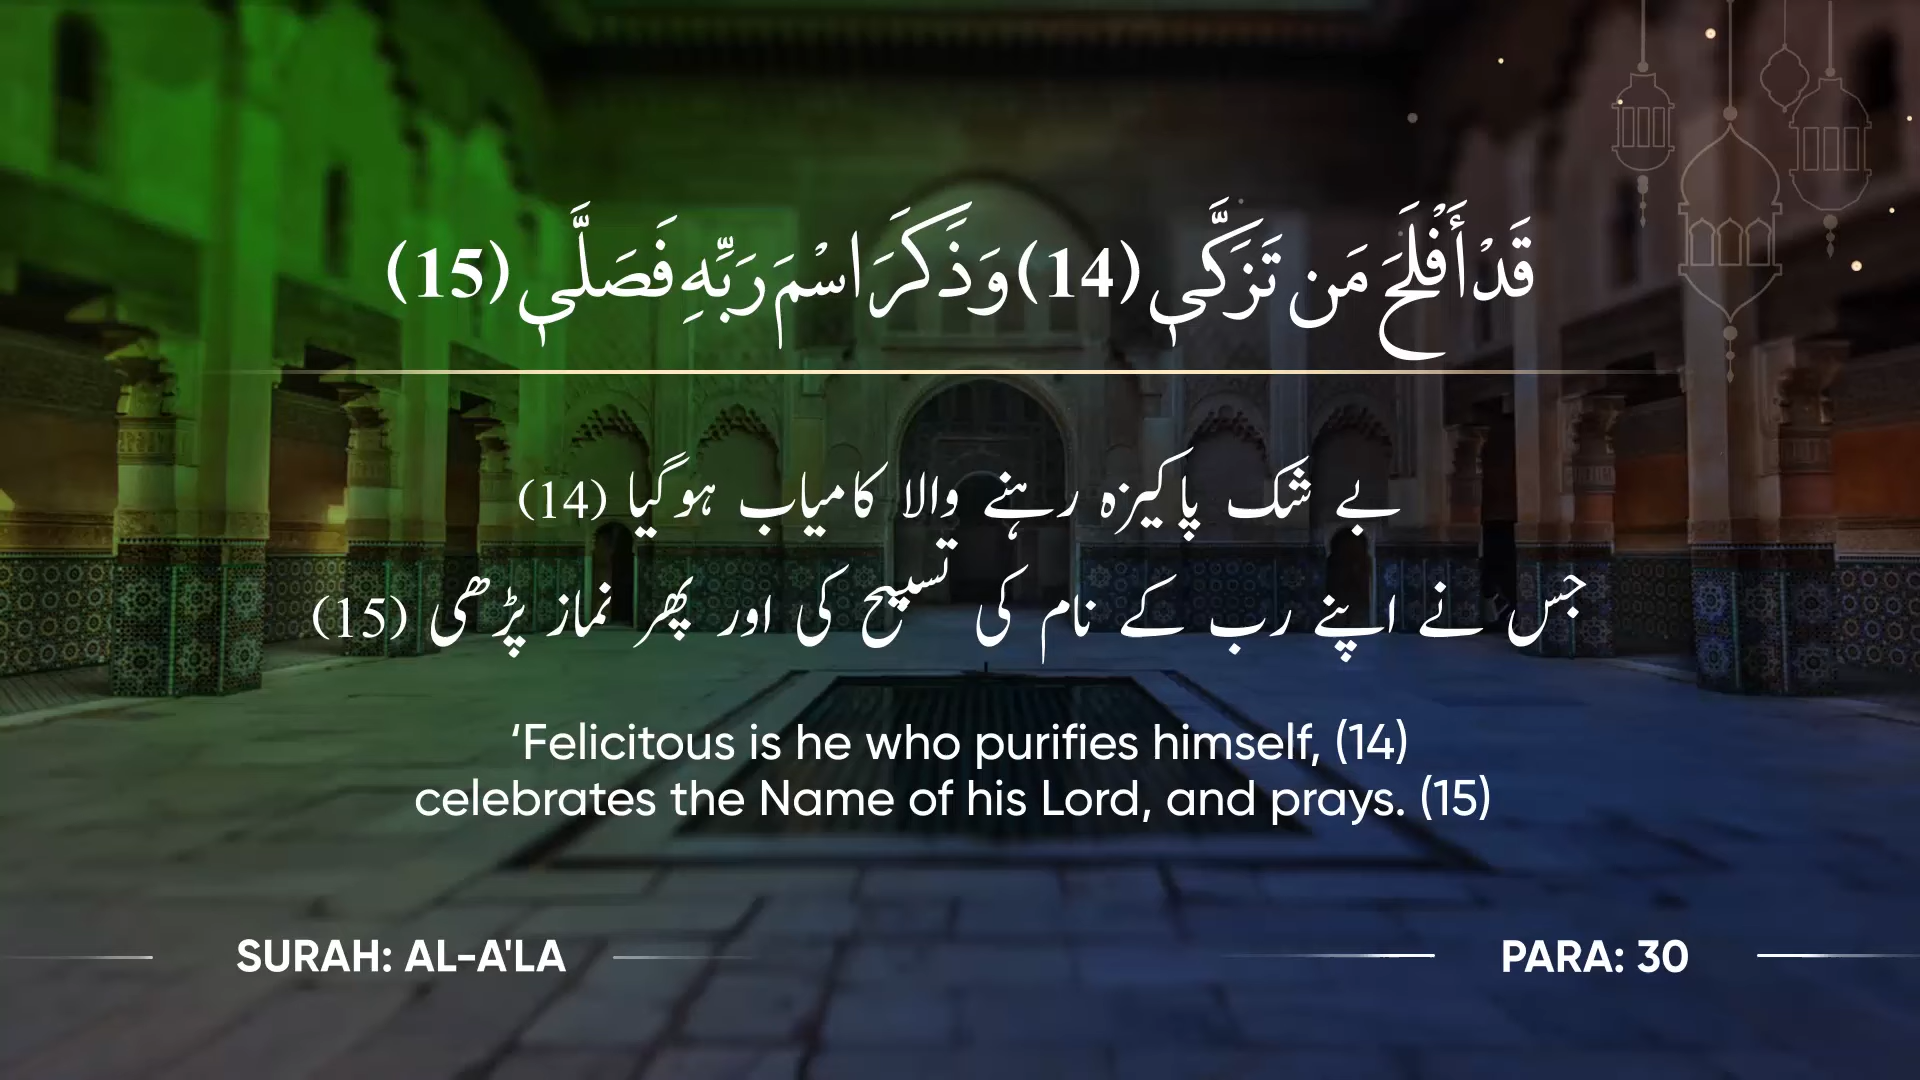 قَدْ أَفْلَحَ مَن تَزَكَّىٰ (14) وَذَكَرَ اسْمَ رَبِّهِ فَصَلَّىٰ (15)
بے شک پاکیزہ رہنے والا کامیاب ہوگیا (14)
جس نے اپنے رب کے نام کی تسبیح کی اور پھر نماز پڑھی (15)
‘Felicitous is he who purifies himself, (14)
celebrates the Name of his Lord, and prays. (15)
SURAH: AL-A'LA
PARA: 30